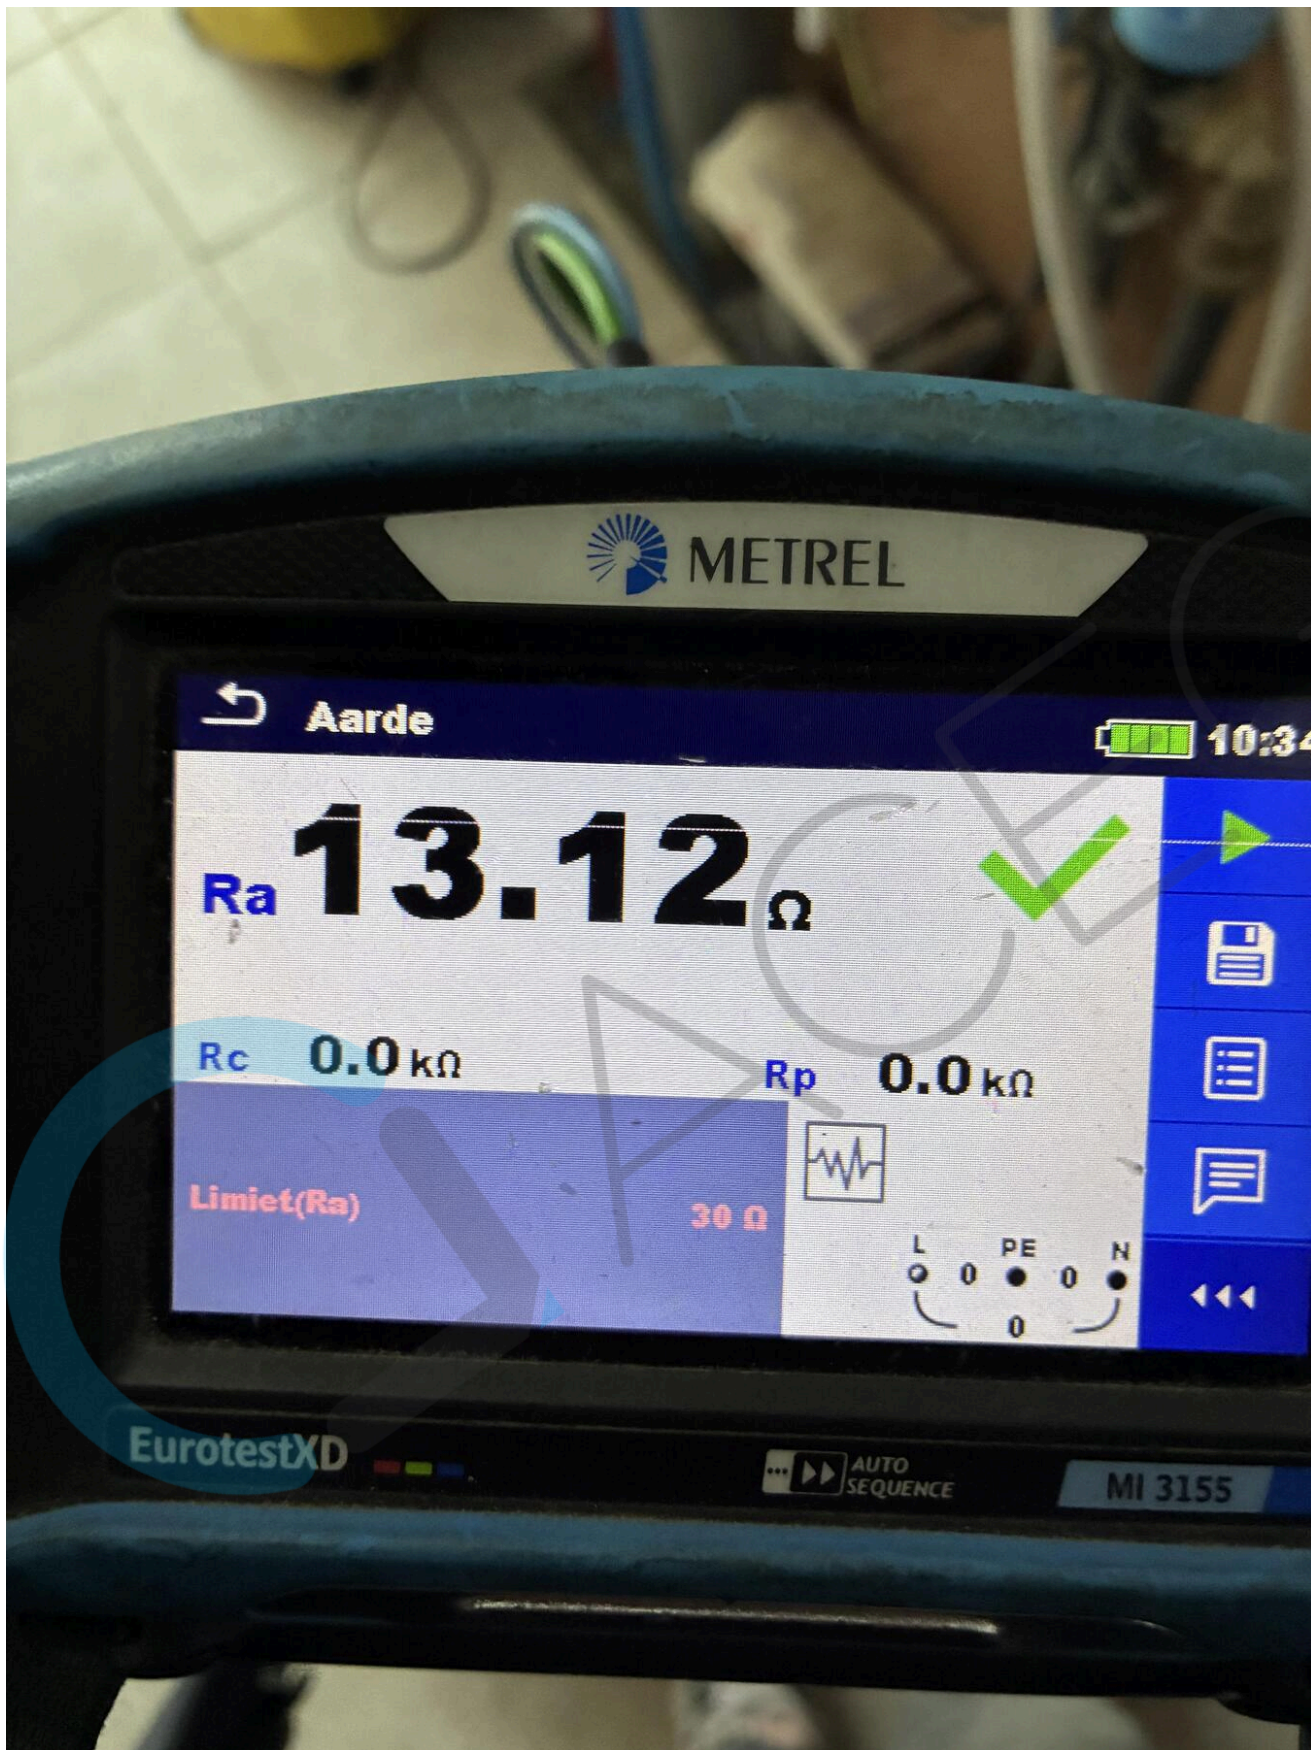 METREL
Aarde
10:34
Ra 13.12 Ω
Rc 0.0 kΩ Rp 0.0 kΩ
Limiet(Ra) 30 Ω
L PE N
0 0
0
EurotestXD
AUTO
SEQUENCE
MI 3155